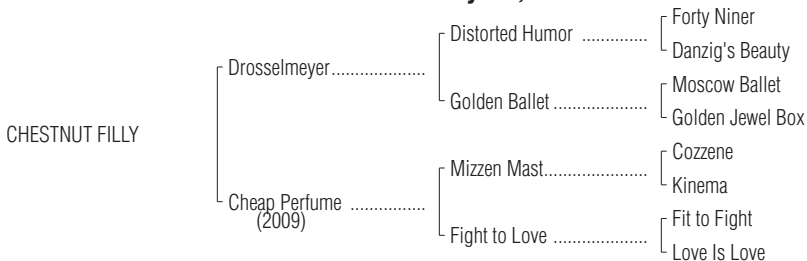 Forty Niner
Distorted Humor ..............
Danzig's Beauty
Drosselmeyer....................
Moscow Ballet
Golden Ballet ....................
Golden Jewel Box
CHESTNUT FILLY
Cozzene
Mizzen Mast......................
Kinema
Cheap Perfume ................
(2009)
Fit to Fight
Fight to Love ....................
Love Is Love